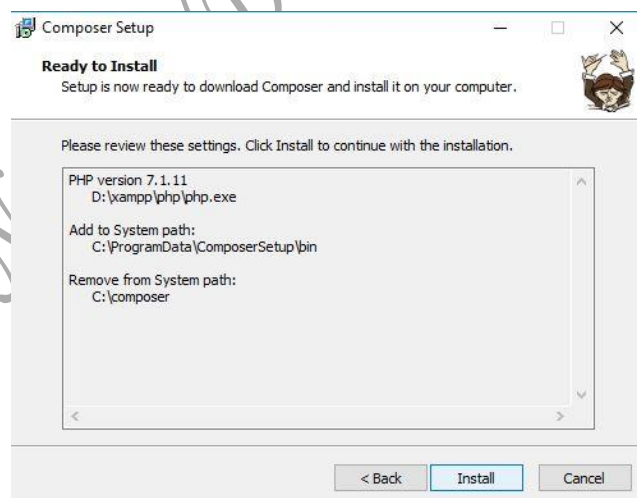 Composer Setup
Ready to Install
Setup is now ready to download Composer and install it on your computer.
Please review these settings. Click Install to continue with the installation.
PHP version 7.1.11
D:\xampp\php\php.exe
Add to System path:
C:\ProgramData\ComposerSetup\bin
Remove from System path:
C:\composer
< Back
Install
Cancel